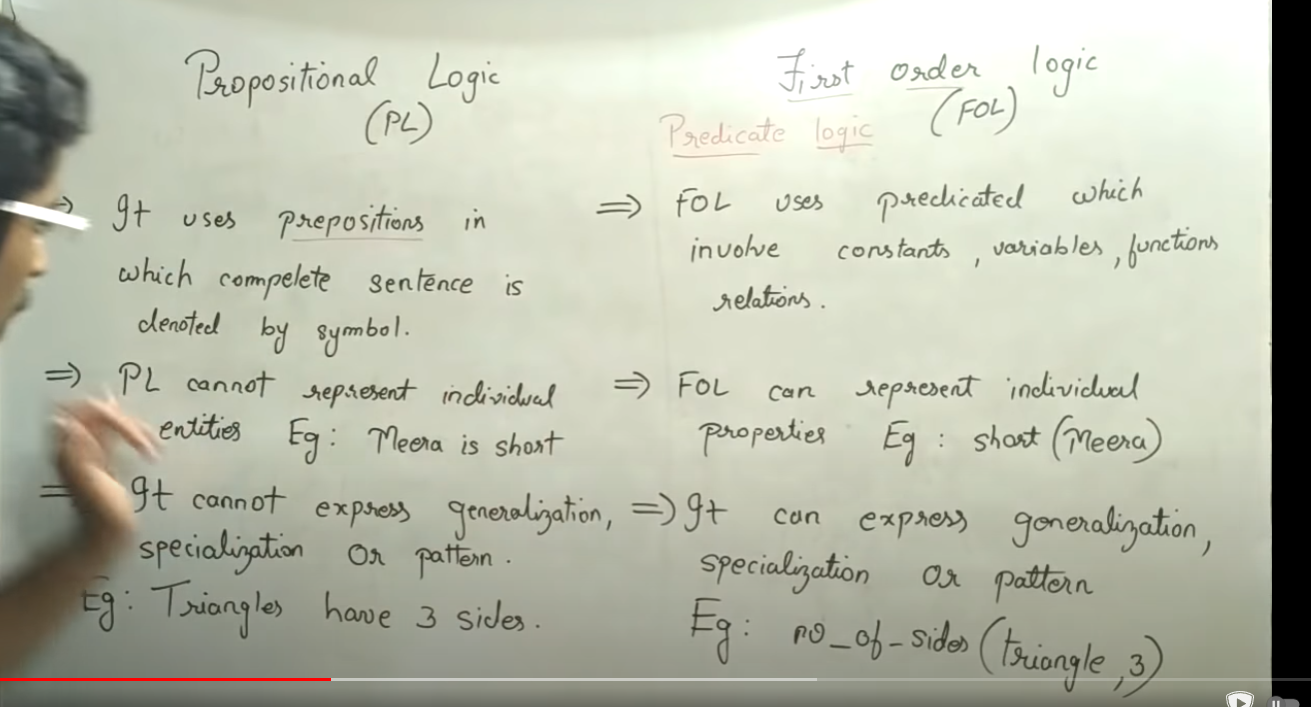 Propositional Logic
(PL)
⇒ It uses prepositions in
which compelete sentence is
denoted by symbol.
⇒ PL cannot represent individual
entities Eg: Meera is short
⇒ It cannot express generalization,
specialization or pattern.
Eg: Triangles have 3 sides.
First order logic
(FOL)
Predicate logic
⇒ FOL uses predicated which
involve constants, variables, functions
relations.
⇒ FOL can represent individual
properties Eg: short (Meera)
⇒ It can express generalization,
specialization or pattern
Eg: no_of_sides (triangle, 3)